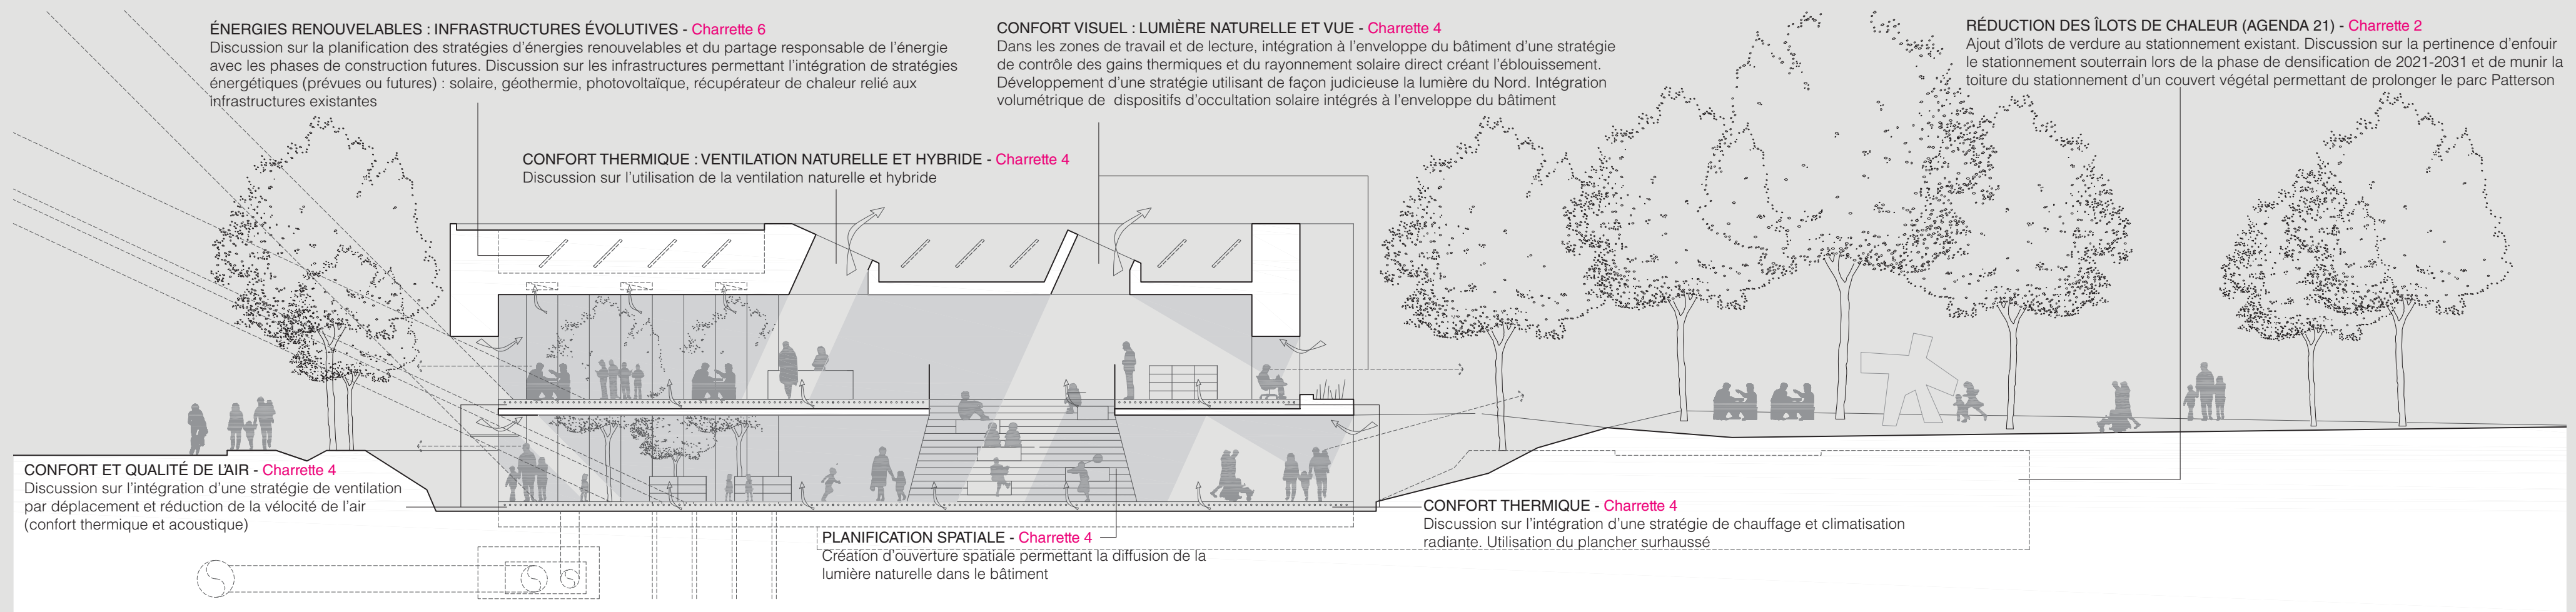 ÉNERGIES RENOUVELABLES : INFRASTRUCTURES ÉVOLUTIVES - Charrette 6
Discussion sur la planification des stratégies d'énergies renouvelables et du partage responsable de l'énergie
avec les phases de construction futures. Discussion sur les infrastructures permettant l'intégration de stratégies
énergétiques (prévues ou futures) : solaire, géothermie, photovoltaïque, récupérateur de chaleur relié aux
infrastructures existantes
CONFORT VISUEL : LUMIÈRE NATURELLE ET VUE - Charrette 4
Dans les zones de travail et de lecture, intégration à l'enveloppe du bâtiment d'une stratégie
de contrôle des gains thermiques et du rayonnement solaire direct créant l'éblouissement.
Développement d'une stratégie utilisant de façon judicieuse la lumière du Nord. Intégration
volumétrique de dispositifs d'occultation solaire intégrés à l'enveloppe du bâtiment
RÉDUCTION DES ÎLOTS DE CHALEUR (AGENDA 21) - Charrette 2
Ajout d'îlots de verdure au stationnement existant. Discussion sur la pertinence d'enfouir
le stationnement souterrain lors de la phase de densification de 2021-2031 et de munir la
toiture du stationnement d'un couvert végétal permettant de prolonger le parc Patterson
CONFORT THERMIQUE : VENTILATION NATURELLE ET HYBRIDE - Charrette 4
Discussion sur l'utilisation de la ventilation naturelle et hybride
CONFORT ET QUALITÉ DE L'AIR - Charrette 4
Discussion sur l'intégration d'une stratégie de ventilation
par déplacement et réduction de la vélocité de l'air
(confort thermique et acoustique)
PLANIFICATION SPATIALE - Charrette 4
Création d'ouverture spatiale permettant la diffusion de la
lumière naturelle dans le bâtiment
CONFORT THERMIQUE - Charrette 4
Discussion sur l'intégration d'une stratégie de chauffage et climatisation
radiante. Utilisation du plancher surhaussé